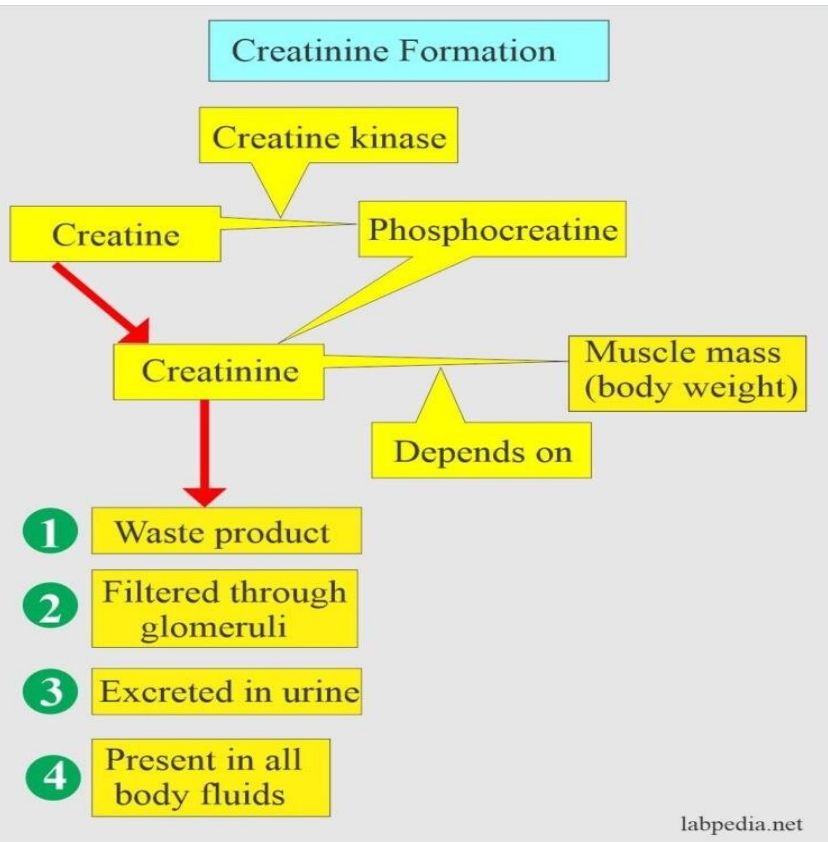 Creatinine Formation
Creatine kinase
Creatine
Phosphocreatine
Creatinine
Muscle mass
(body weight)
Depends on
1 Waste product
2 Filtered through
glomeruli
3 Excreted in urine
4 Present in all
body fluids
labpedia.net